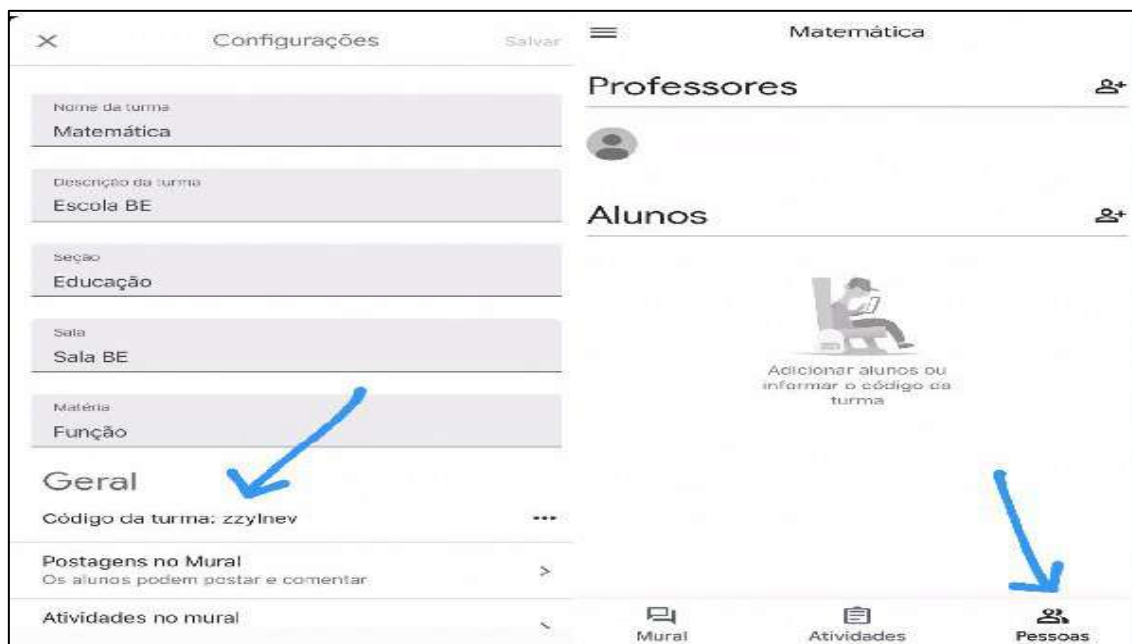 Configurações
Salvar
Nome da turma
Matemática
Descrição da turma
Escola BE
Seção
Educação
Sala
Sala BE
Matéria
Função
Geral
Código da turma: zzylnev
Postagens no Mural
Os alunos podem postar e comentar
Atividades no mural
Matemática
Professores
Alunos
Adicionar alunos ou
informar o código da
turma
Mural
Atividades
Pessoas